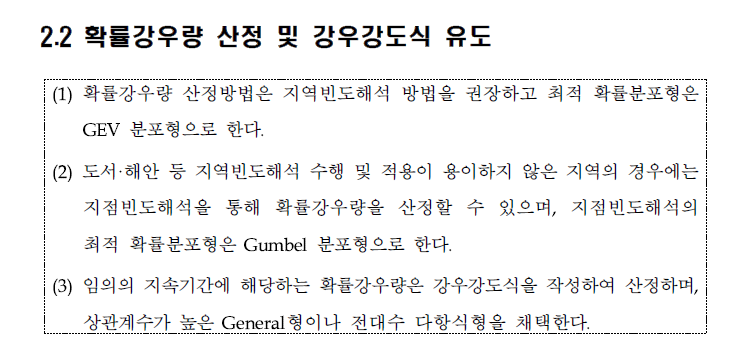 2.2 확률강우량 산정 및 강우강도식 유도
(1) 확률강우량 산정방법은 지역빈도해석 방법을 권장하고 최적 확률분포형은
GEV 분포형으로 한다.
(2) 도서·해안 등 지역빈도해석 수행 및 적용이 용이하지 않은 지역의 경우에는
지점빈도해석을 통해 확률강우량을 산정할 수 있으며, 지점빈도해석의
최적 확률분포형은 Gumbel 분포형으로 한다.
(3) 임의의 지속기간에 해당하는 확률강우량은 강우강도식을 작성하여 산정하며,
상관계수가 높은 General형이나 전대수 다항식형을 채택한다.